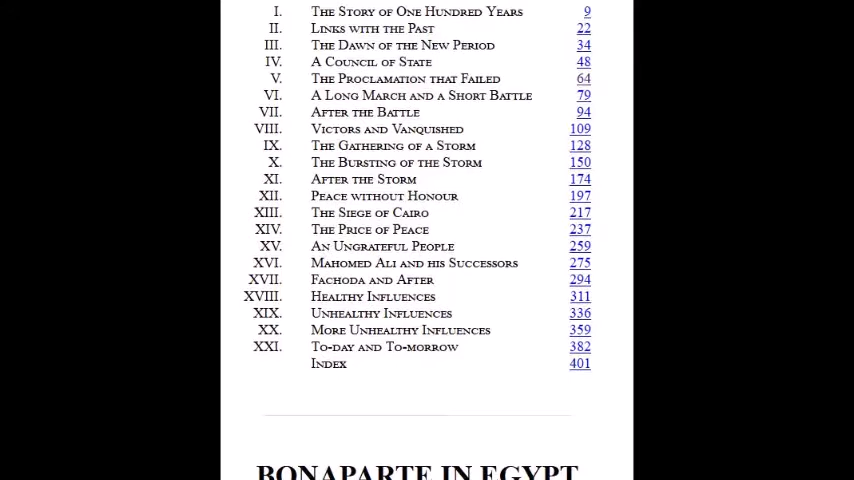 I. The Story of One Hundred Years 9
II. Links with the Past 22
III. The Dawn of the New Period 34
IV. A Council of State 48
V. The Proclamation that Failed 64
VI. A Long March and a Short Battle 79
VII. After the Battle 94
VIII. Victors and Vanquished 109
IX. The Gathering of a Storm 128
X. The Bursting of the Storm 150
XI. After the Storm 174
XII. Peace without Honour 197
XIII. The Siege of Cairo 217
XIV. The Price of Peace 237
XV. An Ungrateful People 259
XVI. Mahomed Ali and his Successors 275
XVII. Fachoda and After 294
XVIII. Healthy Influences 311
XIX. Unhealthy Influences 336
XX. More Unhealthy Influences 359
XXI. To-day and To-morrow 382
Index 401
BONAPARTE IN EGYPT